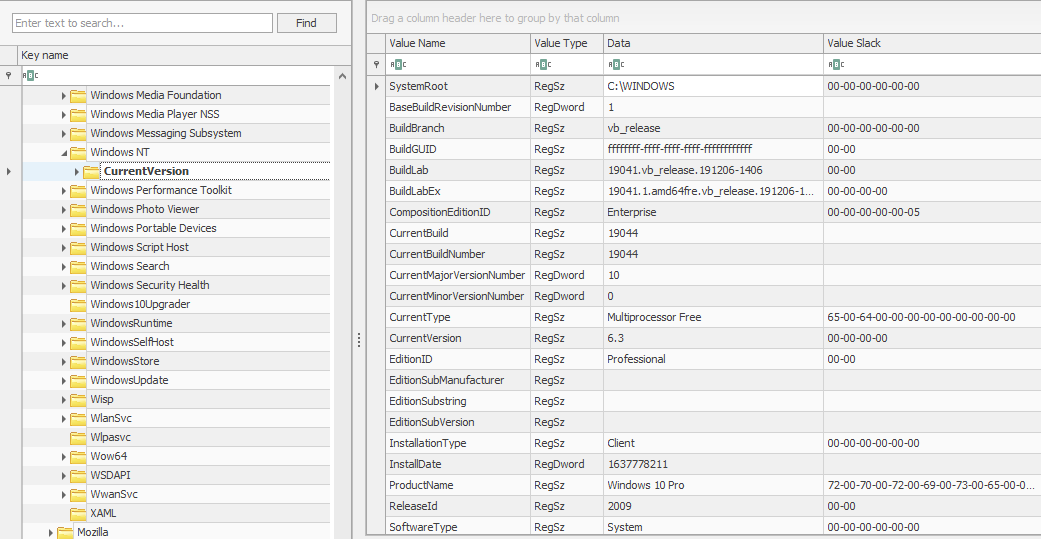 Enter text to search...
Find
Key name
ABC
Windows Media Foundation
Windows Media Player NSS
Windows Messaging Subsystem
Windows NT
CurrentVersion
Windows Performance Toolkit
Windows Photo Viewer
Windows Portable Devices
Windows Script Host
Windows Search
Windows Security Health
Windows10Upgrader
WindowsRuntime
WindowsSelfHost
WindowsStore
WindowsUpdate
Wisp
WlanSvc
Wlpasvc
Wow64
WSDAPI
WwanSvc
XAML
Mozilla
Drag a column header here to group by that column
Value Name Value Type Data Value Slack
ABC ABC ABC ABC
SystemRoot RegSz C:\WINDOWS 00-00-00-00-00-00
BaseBuildRevisionNumber RegDword 1
BuildBranch RegSz vb_release 00-00-00-00-00-00
BuildGUID RegSz ffffffff-ffff-ffff-ffff-ffffffffffff 00-00
BuildLab RegSz 19041.vb_release.191206-1406 00-00
BuildLabEx RegSz 19041.1.amd64fre.vb_release.191206-1... 00-00-00-00
CompositionEditionID RegSz Enterprise 00-00-00-00-00-05
CurrentBuild RegSz 19044
CurrentBuildNumber RegSz 19044
CurrentMajorVersionNumber RegDword 10
CurrentMinorVersionNumber RegDword 0
CurrentType RegSz Multiprocessor Free 65-00-64-00-00-00-00-00-00-00-00-00
CurrentVersion RegSz 6.3 00-00-00-00
EditionID RegSz Professional 00-00
EditionSubManufacturer RegSz
EditionSubstring RegSz
EditionSubVersion RegSz
InstallationType RegSz Client 00-00-00-00-00-00
InstallDate RegDword 1637778211
ProductName RegSz Windows 10 Pro 72-00-70-00-72-00-69-00-73-00-65-00-0...
ReleaseId RegSz 2009 00-00
SoftwareType RegSz System 00-00-00-00-00-00